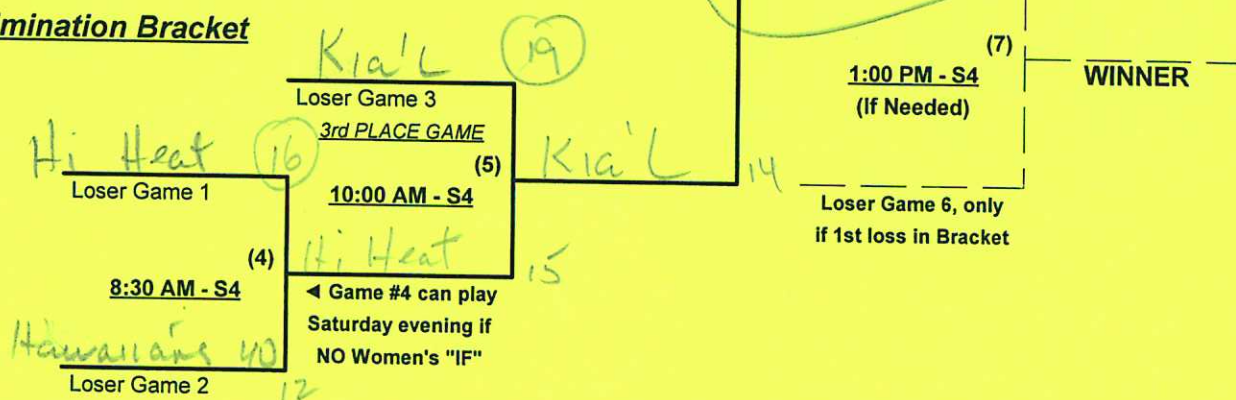 mination Bracket
Kia'L 19
Loser Game 3
3rd PLACE GAME
(5)
10:00 AM - S4
Hi Heat 16
Loser Game 1
(4)
8:30 AM - S4
Hi Heat 15
◄ Game #4 can play
Saturday evening if
NO Women's "IF"
Hawaiians 40
Loser Game 2
12
Kia'L 14
(7)
1:00 PM - S4
(If Needed)
WINNER
Loser Game 6, only
if 1st loss in Bracket